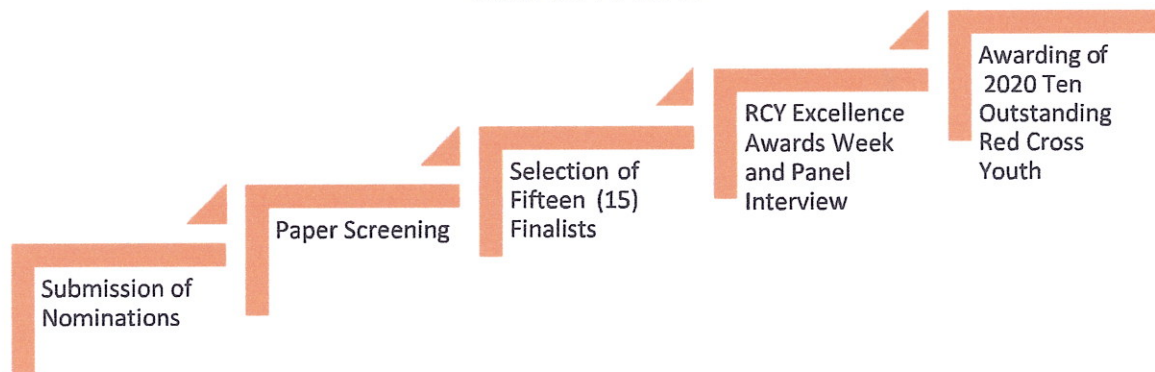 Submission of
Nominations
Paper Screening
Selection of
Fifteen (15)
Finalists
RCY Excellence
Awards Week
and Panel
Interview
Awarding of
2020 Ten
Outstanding
Red Cross
Youth